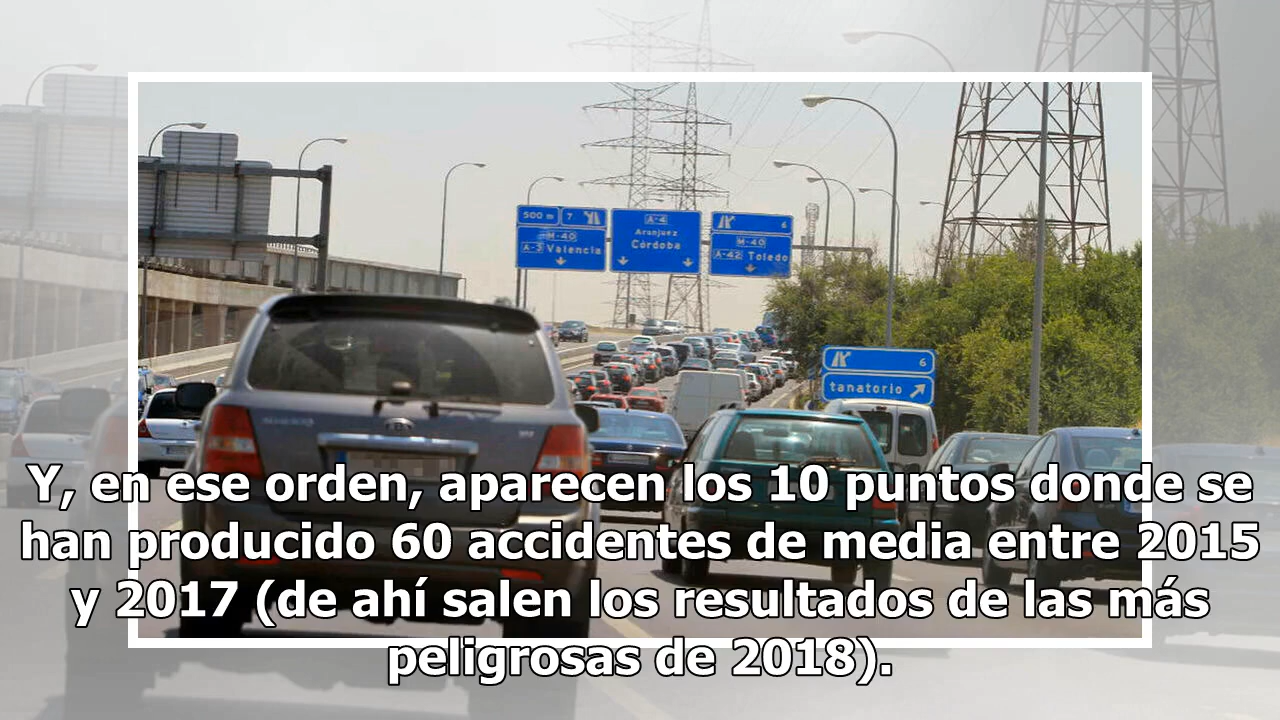 500 m 7
M-40
A-3 Valencia
A-4
Aranjuez
Córdoba
6
M-40
A-42 Toledo
6
tanatorio
KIA
Y, en ese orden, aparecen los 10 puntos donde se
han producido 60 accidentes de media entre 2015
y 2017 (de ahí salen los resultados de las más
peligrosas de 2018).